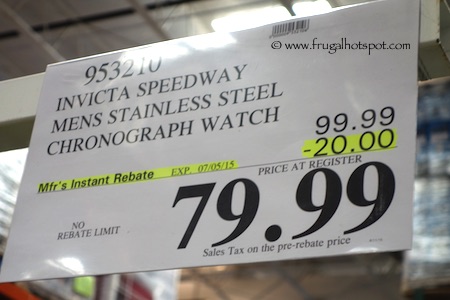 © www.frugalhotspot.com
953210
INVICTA SPEEDWAY
MENS STAINLESS STEEL
CHRONOGRAPH WATCH
99.99
-20.00
Mfr's Instant Rebate EXP. 07/05/15
PRICE AT REGISTER
79.99
NO
REBATE LIMIT
Sales Tax on the pre-rebate price